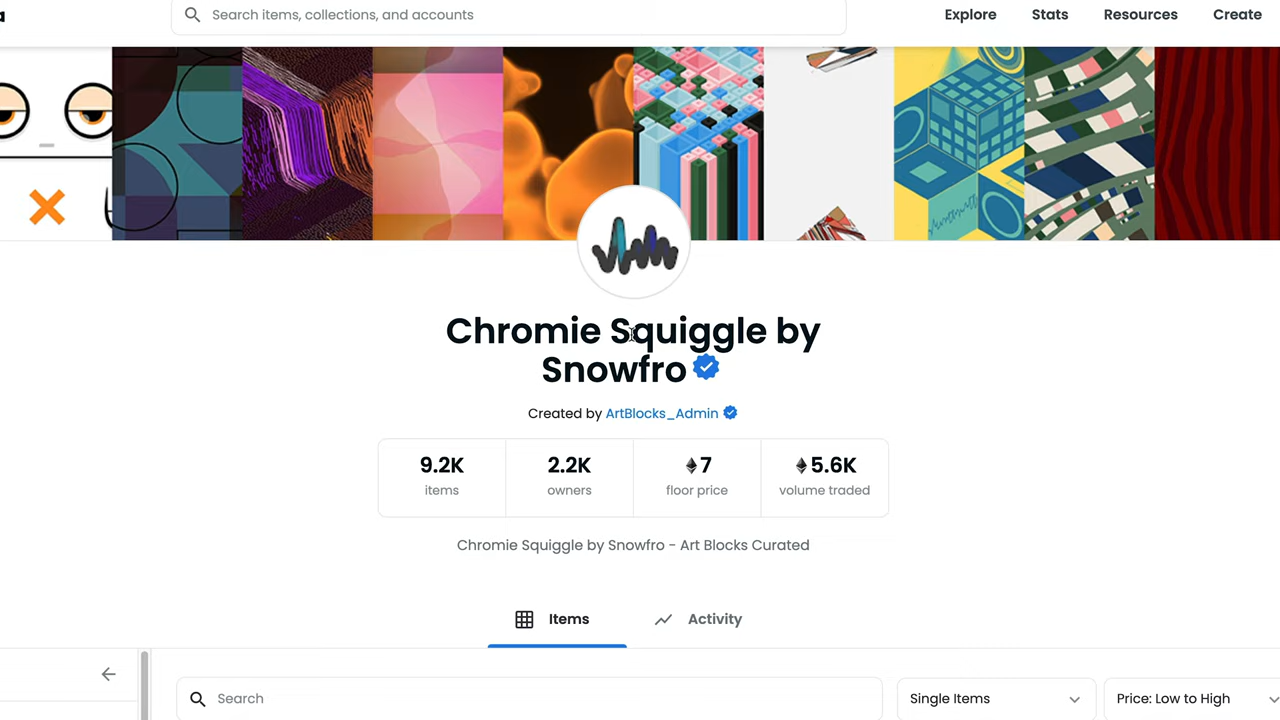 a
Search items, collections, and accounts
Explore
Stats
Resources
Create
Chromie Squiggle by
Snowfro
Created by ArtBlocks_Admin
9.2K
items
2.2K
owners
7
floor price
5.6K
volume traded
Chromie Squiggle by Snowfro - Art Blocks Curated
Items
Activity
Search
Single Items
Price: Low to High